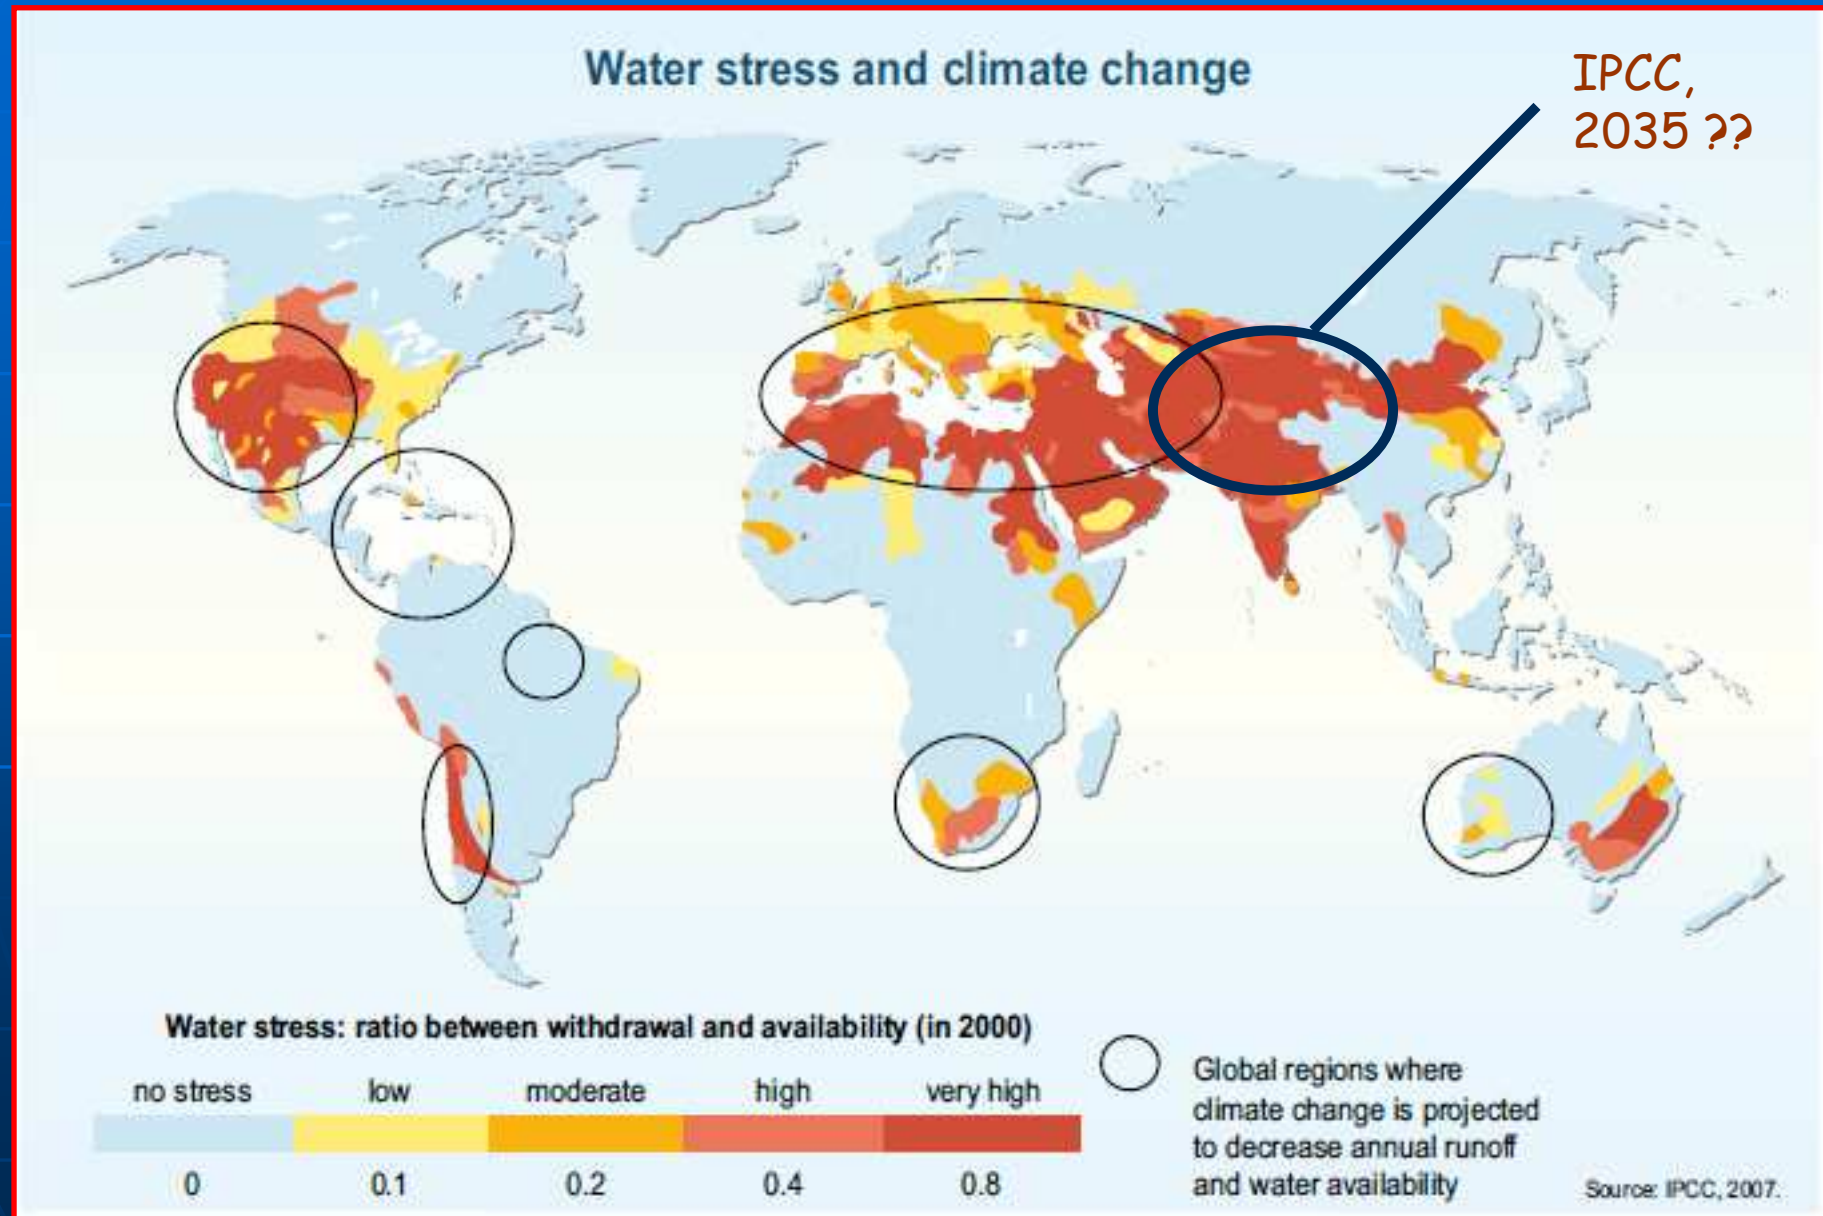 Water stress and climate change
IPCC,
2035 ??
Water stress: ratio between withdrawal and availability (in 2000)
no stress low moderate high very high
0 0.1 0.2 0.4 0.8
Global regions where
climate change is projected
to decrease annual runoff
and water availability
Source: IPCC, 2007.